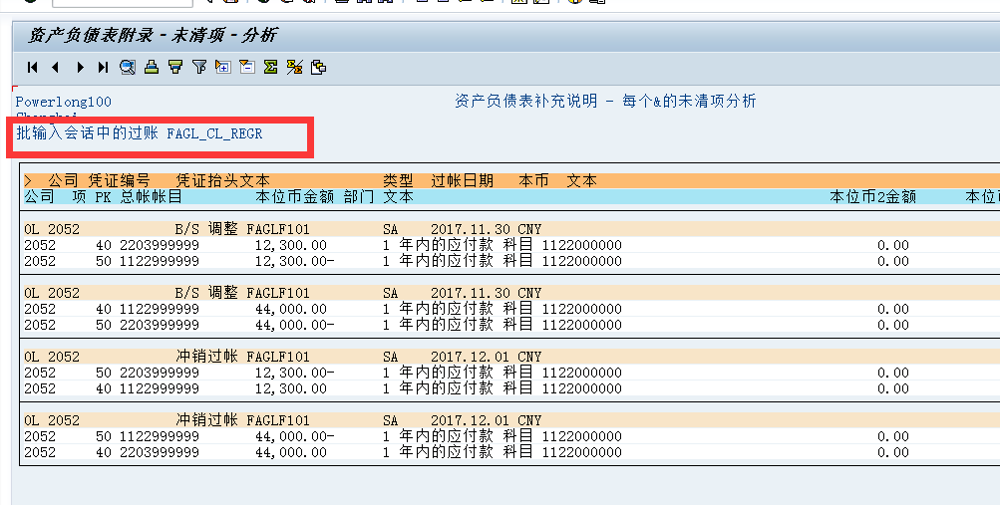 资产负债表附录 - 未清项 - 分析
Powerlong100 资产负债表补充说明 - 每个&的未清项分析
Shanghai
批输入会话中的过账 FAGL_CL_REGR
> 公司 凭证编号 凭证抬头文本 类型 过帐日期 本币 文本
公司 项 PK 总帐帐目 本位币金额 部门 文本 本位币2金额
0L 2052 B/S 调整 FAGLF101 SA 2017.11.30 CNY
2052 40 2203999999 12,300.00 1 年内的应付款 科目 1122000000 0.00
2052 50 1122999999 12,300.00- 1 年内的应付款 科目 1122000000 0.00
0L 2052 B/S 调整 FAGLF101 SA 2017.11.30 CNY
2052 40 1122999999 44,000.00 1 年内的应付款 科目 1122000000 0.00
2052 50 2203999999 44,000.00- 1 年内的应付款 科目 1122000000 0.00
0L 2052 冲销过帐 FAGLF101 SA 2017.12.01 CNY
2052 50 2203999999 12,300.00- 1 年内的应付款 科目 1122000000 0.00
2052 40 1122999999 12,300.00 1 年内的应付款 科目 1122000000 0.00
0L 2052 冲销过帐 FAGLF101 SA 2017.12.01 CNY
2052 50 1122999999 44,000.00- 1 年内的应付款 科目 1122000000 0.00
2052 40 2203999999 44,000.00 1 年内的应付款 科目 1122000000 0.00